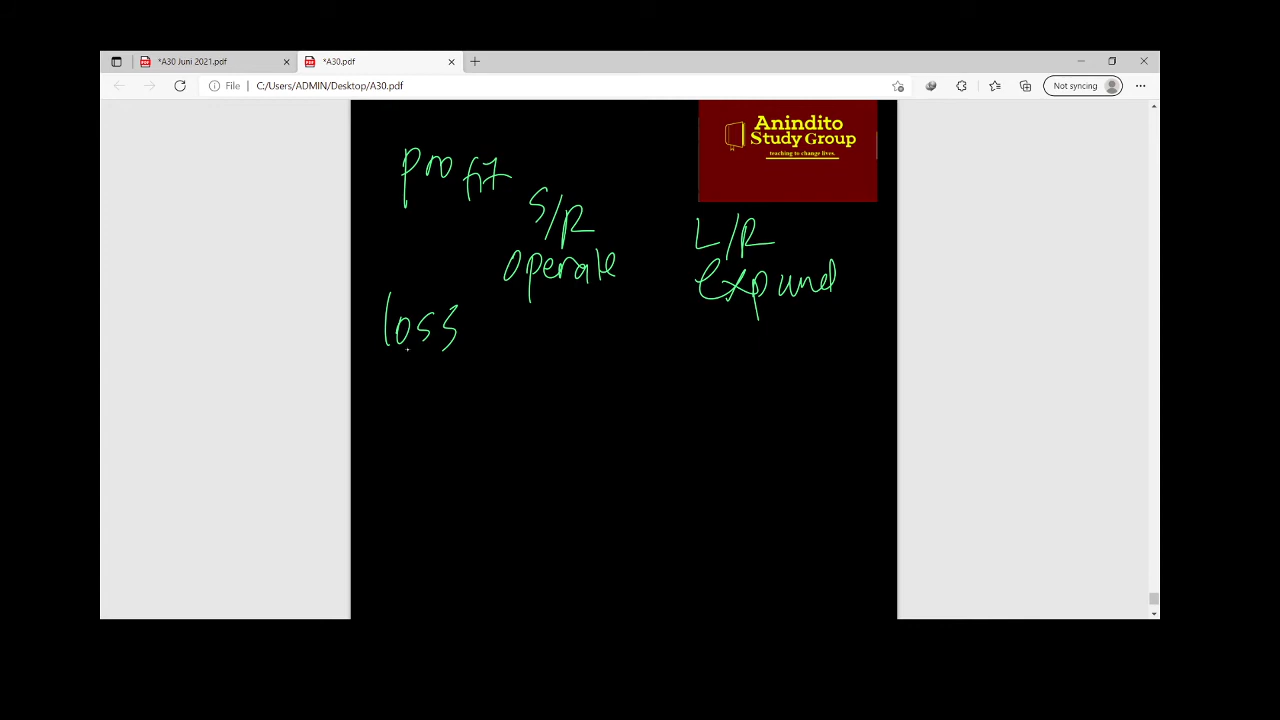 *A30 Juni 2021.pdf
*A30.pdf
File
C:/Users/ADMIN/Desktop/A30.pdf
Not syncing
Anindito
Study Group
teaching to change lives.
profit
S/R
L/R
operate
expand
loss